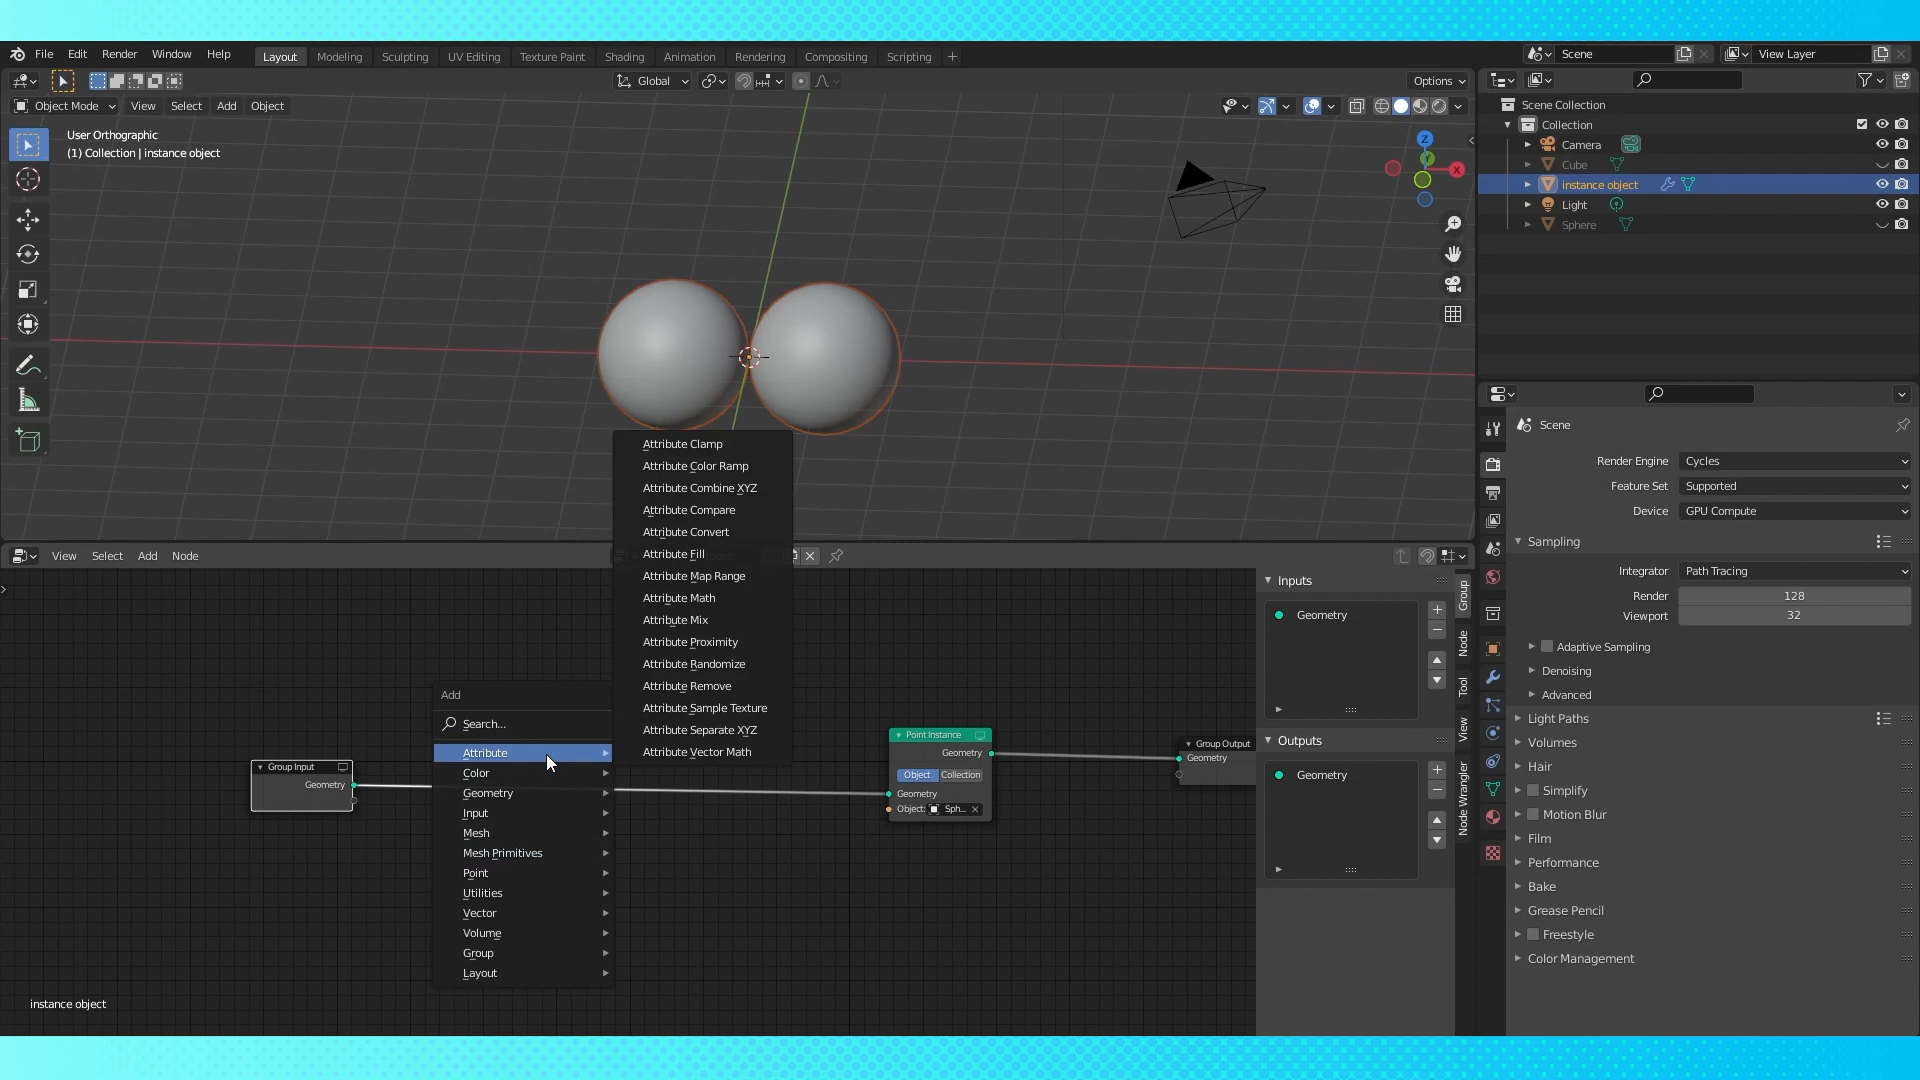 File Edit Render Window Help Layout Modeling Sculpting UV Editing Texture Paint Shading Animation Rendering Compositing Scripting +
Scene
View Layer
Global
Options
Object Mode View Select Add Object
User Orthographic
(1) Collection | instance object
Z
Y
X
Scene Collection
Collection
Camera
Cube
instance object
Light
Sphere
Scene
Render Engine Cycles
Feature Set Supported
Device GPU Compute
Sampling
Integrator Path Tracing
Render 128
Viewport 32
Adaptive Sampling
Denoising
Advanced
Light Paths
Volumes
Hair
Simplify
Motion Blur
Film
Performance
Bake
Grease Pencil
Freestyle
Color Management
View Select Add Node
Attribute Clamp
Attribute Color Ramp
Attribute Combine XYZ
Attribute Compare
Attribute Convert
Attribute Fill
Attribute Map Range
Attribute Math
Attribute Mix
Attribute Proximity
Attribute Randomize
Attribute Remove
Attribute Sample Texture
Attribute Separate XYZ
Attribute Vector Math
Add
Search...
Attribute
Color
Geometry
Input
Mesh
Mesh Primitives
Point
Utilities
Vector
Volume
Group
Layout
Group Input
Geometry
Point Instance
Geometry
Object Collection
Geometry
Object: Sph...
Group Output
Geometry
Inputs
Geometry
Outputs
Geometry
Group
Node
Tool
View
Node Wrangler
instance object